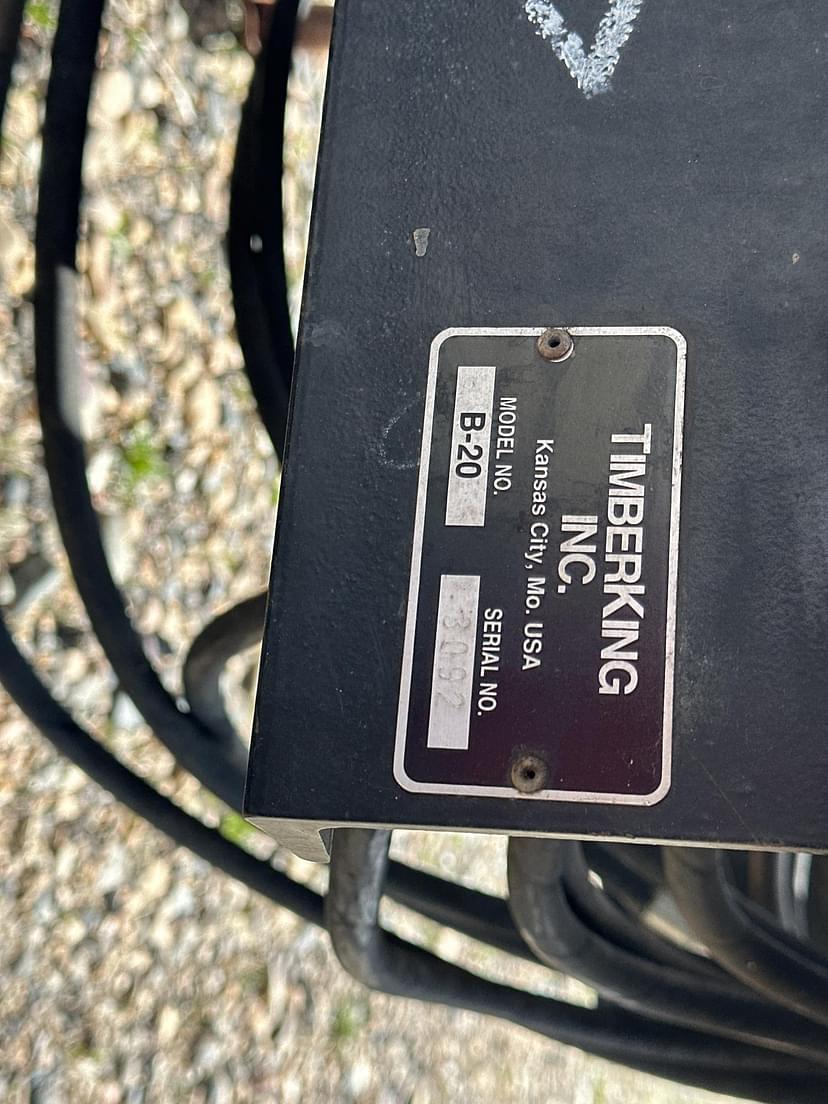 TIMBERKING
INC.
Kansas City, Mo. USA
MODEL NO. SERIAL NO.
B-20 3092